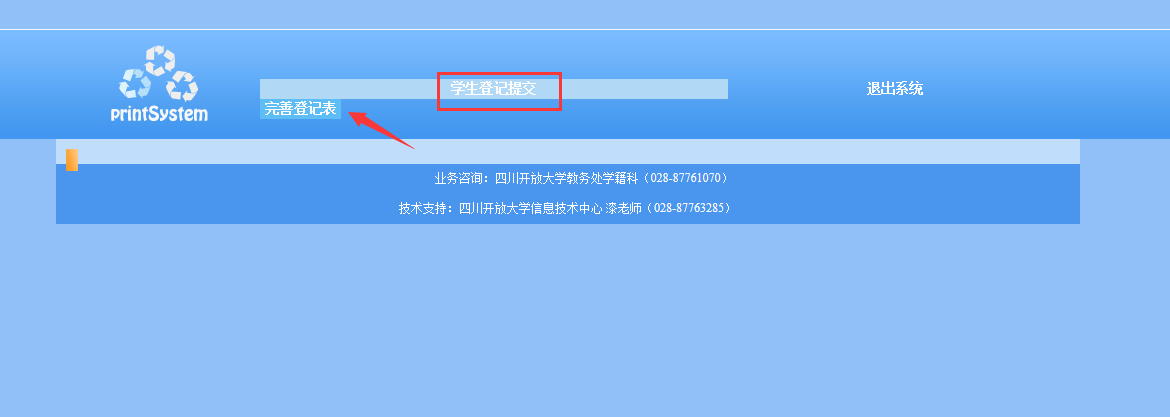 printSystem
学生登记提交
退出系统
完善登记表
业务咨询：四川开放大学教务处学籍科（028-87761070）
技术支持：四川开放大学信息技术中心 漆老师（028-87763285）